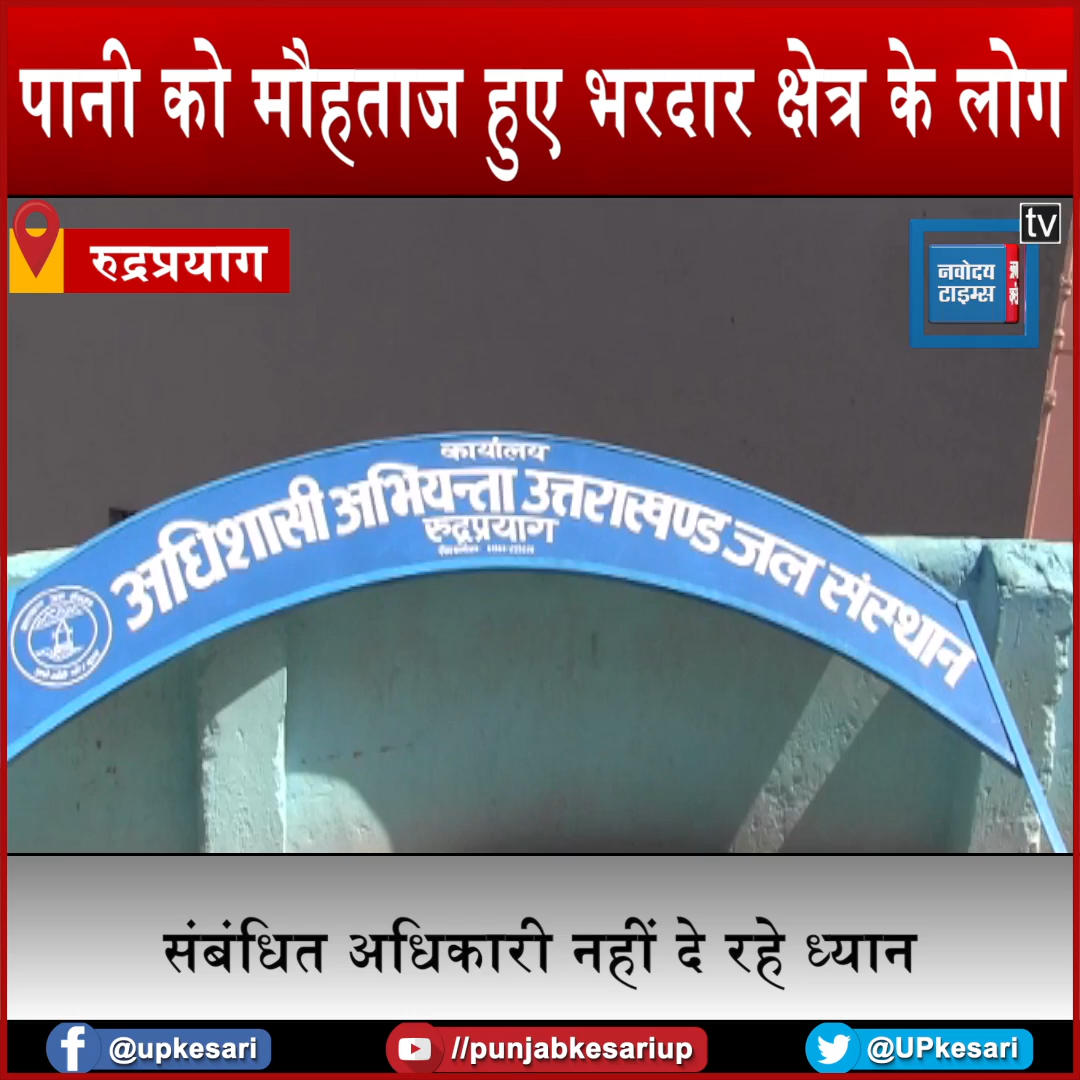 पानी को मौहताज हुए भरदार क्षेत्र के लोग
tv
रुद्रप्रयाग
नवोदय
टाइम्स
कार्यालय
अधिशासी अभियन्ता उत्तराखण्ड जल संस्थान
रुद्रप्रयाग
संबंधित अधिकारी नहीं दे रहे ध्यान
@upkesari
//punjabkesariup
@UPkesari